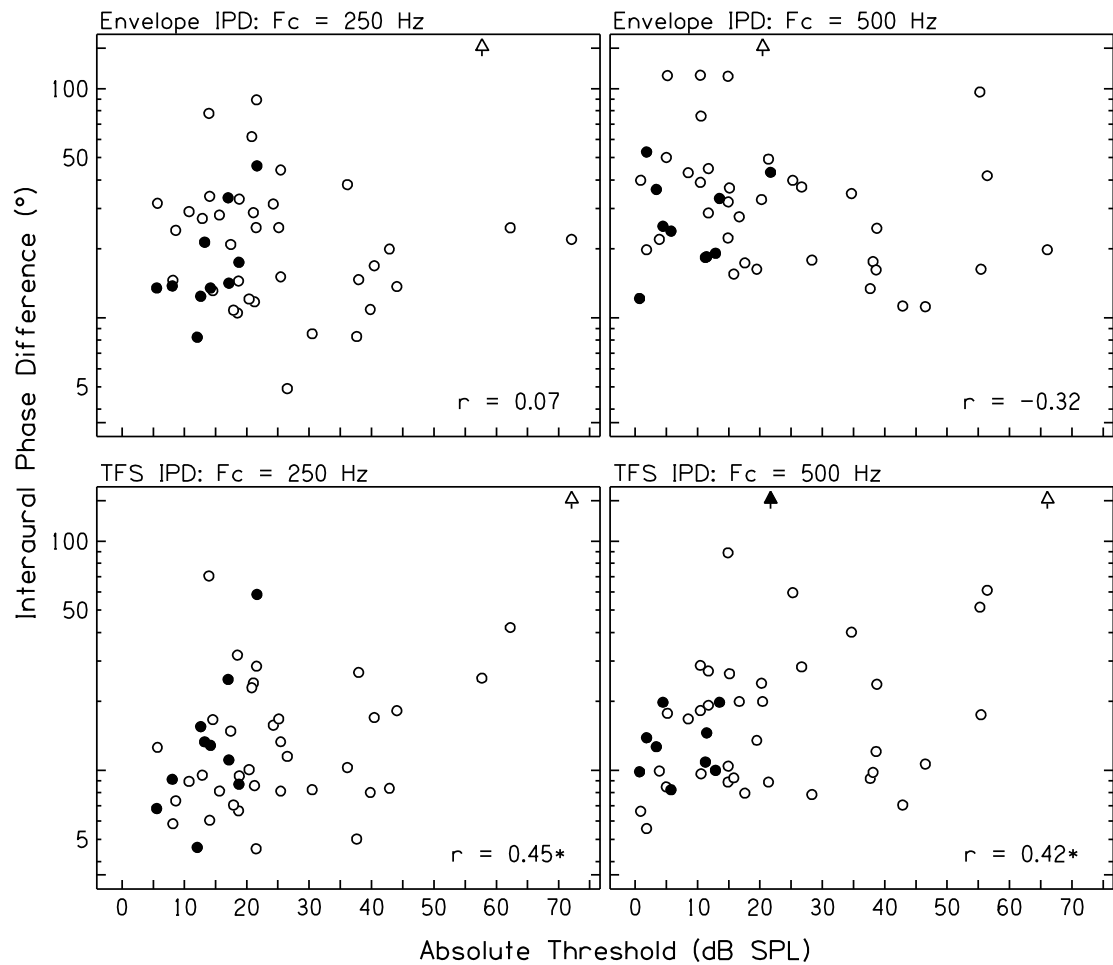 Envelope IPD: Fc = 250 Hz
Envelope IPD: Fc = 500 Hz
100
50
5
r = 0.07
r = −0.32
Interaural Phase Difference (°)
TFS IPD: Fc = 250 Hz
TFS IPD: Fc = 500 Hz
100
50
5
r = 0.45*
r = 0.42*
0 10 20 30 40 50 60 70
0 10 20 30 40 50 60 70
Absolute Threshold (dB SPL)